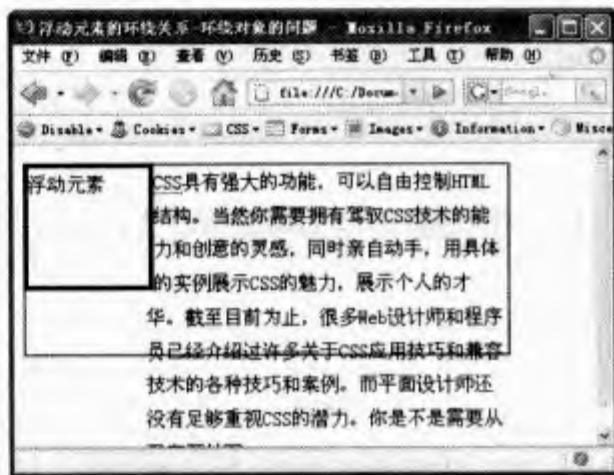 浮动元素的环绕关系-环绕对象的问题 - Mozilla Firefox
文件 (F) 编辑 (E) 查看 (V) 历史 (S) 书签 (B) 工具 (T) 帮助 (H)
file:///C:/Docum
Disable Cookies CSS Forms Images Information Misce
浮动元素
CSS具有强大的功能，可以自由控制HTML
结构。当然你需要拥有驾驭CSS技术的能
力和创意的灵感，同时亲自动手，用具体
的实例展示CSS的魅力，展示个人的才
华。截至目前为止，很多Web设计师和程序
员已经介绍过许多关于CSS应用技巧和兼容
技术的各种技巧和案例。而平面设计师还
没有足够重视CSS的潜力。你是不是需要从